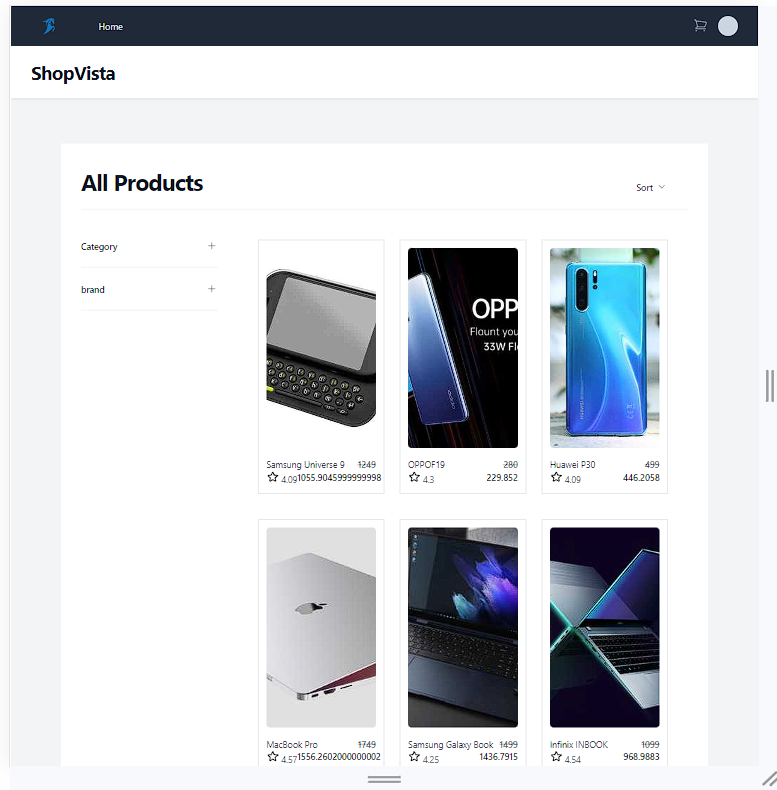 Home
ShopVista
All Products
Sort
Category
brand
OPP
Flaunt you
33W Fl
Samsung Universe 9 1249
4.09 1055.9045999999998
OPPOF19 280
4.3 229.852
Huawei P30 499
4.09 446.2058
MacBook Pro 1749
4.57 1556.2602000000002
Samsung Galaxy Book 1499
4.25 1436.7915
Infinix INBOOK 1099
4.54 968.9883